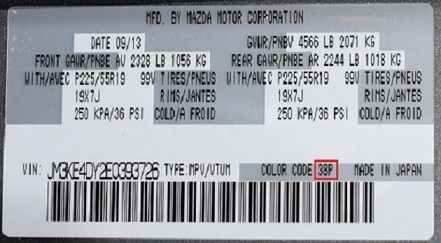 MFD. BY MAZDA MOTOR CORPORATION
DATE 09/13 GVWR/PNBV 4566 LB 2071 KG
FRONT GAWR/PNBE AV 2328 LB 1056 KG REAR GAWR/PNBE AR 2244 LB 1018 KG
WITH/AVEC P225/55R19 99V TIRES/PNEUS WITH/AVEC P225/55R19 99V TIRES/PNEUS
19X7J RIMS/JANTES 19X7J RIMS/JANTES
250 KPA/36 PSI COLD/A FROID 250 KPA/36 PSI COLD/A FROID
VIN: JM3KE4DY2E0393726 TYPE:MPV/VTUM COLOR CODE 38P MADE IN JAPAN